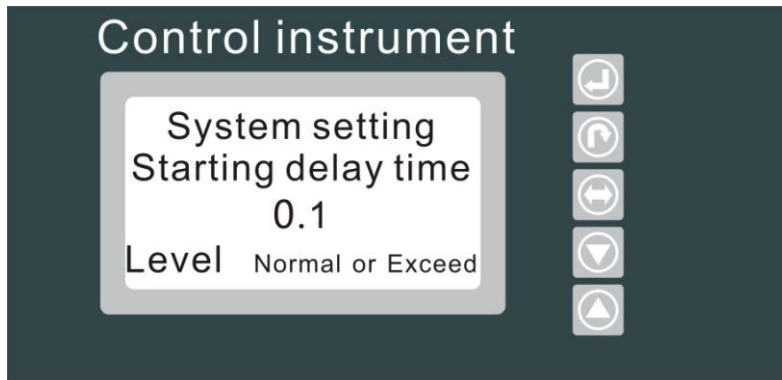 Control instrument
System setting
Starting delay time
0.1
Level Normal or Exceed